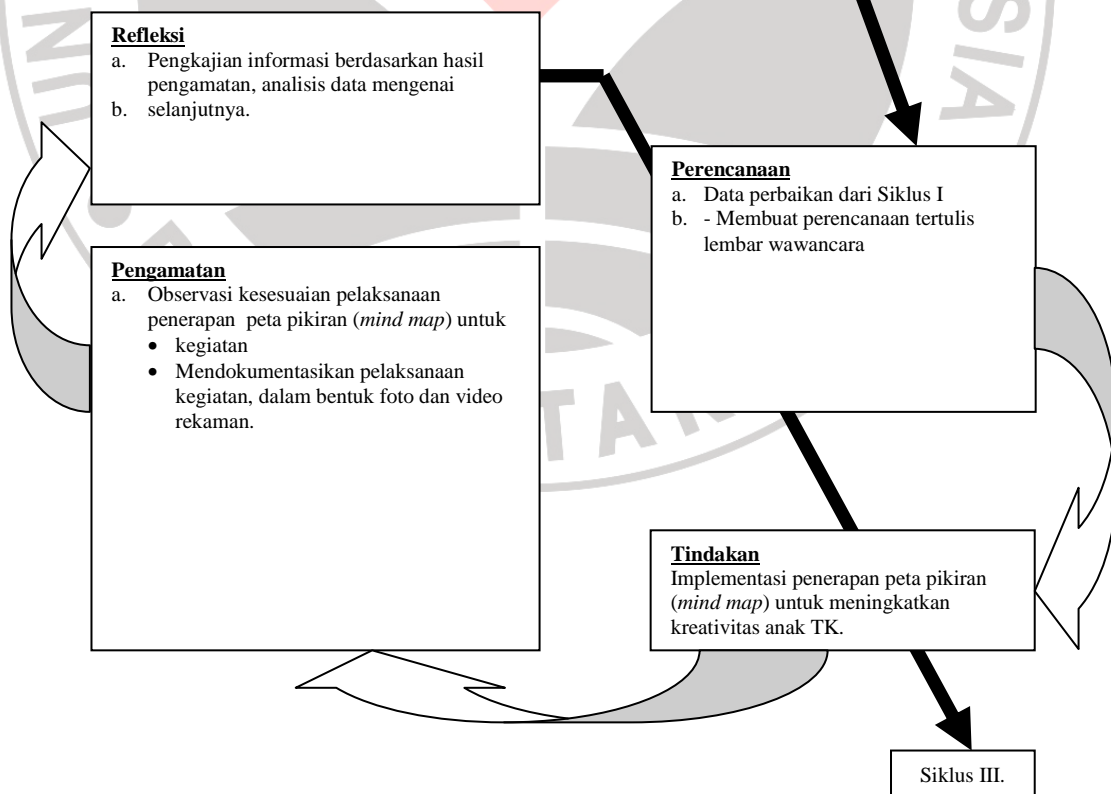 Refleksi
a. Pengkajian informasi berdasarkan hasil
pengamatan, analisis data mengenai
b. selanjutnya.
Perencanaan
a. Data perbaikan dari Siklus I
b. - Membuat perencanaan tertulis
lembar wawancara
Pengamatan
a. Observasi kesesuaian pelaksanaan
penerapan peta pikiran (mind map) untuk
• kegiatan
• Mendokumentasikan pelaksanaan
kegiatan, dalam bentuk foto dan video
rekaman.
Tindakan
Implementasi penerapan peta pikiran
(mind map) untuk meningkatkan
kreativitas anak TK.
Siklus III.